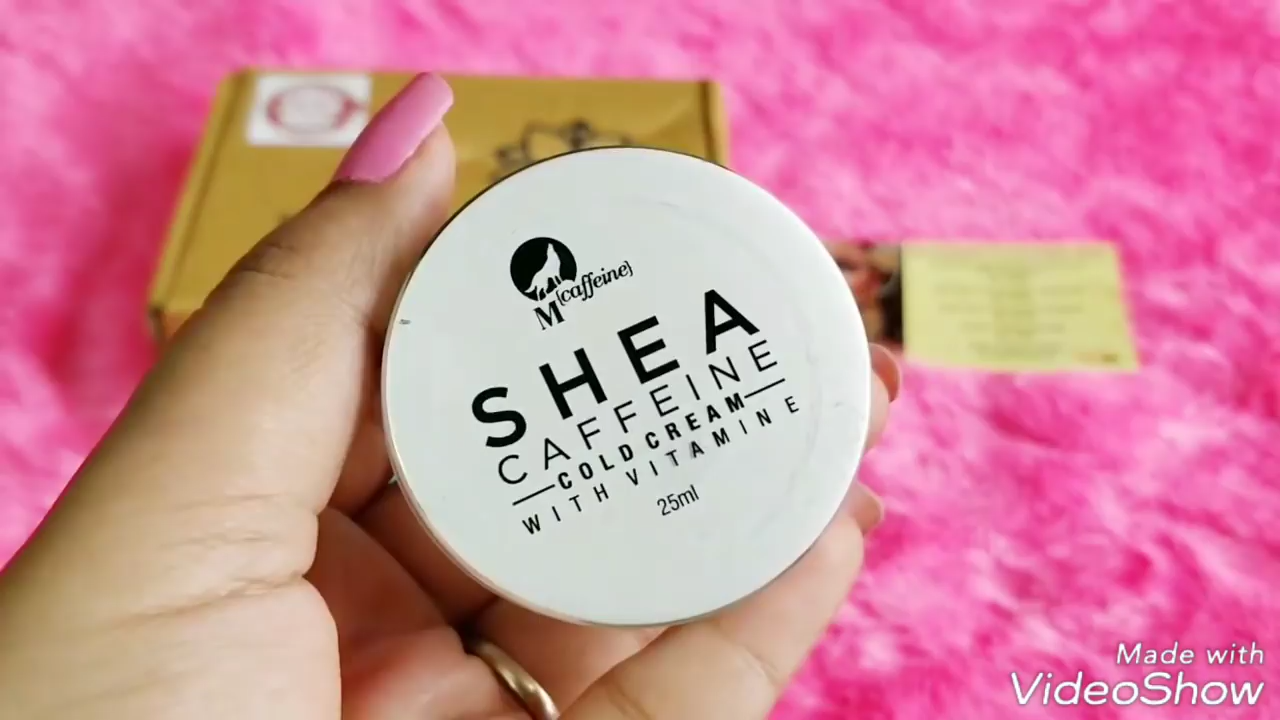 M{caffeine}
SHEA
CAFFEINE
COLD CREAM
WITH VITAMIN E
25ml
Made with
VideoShow